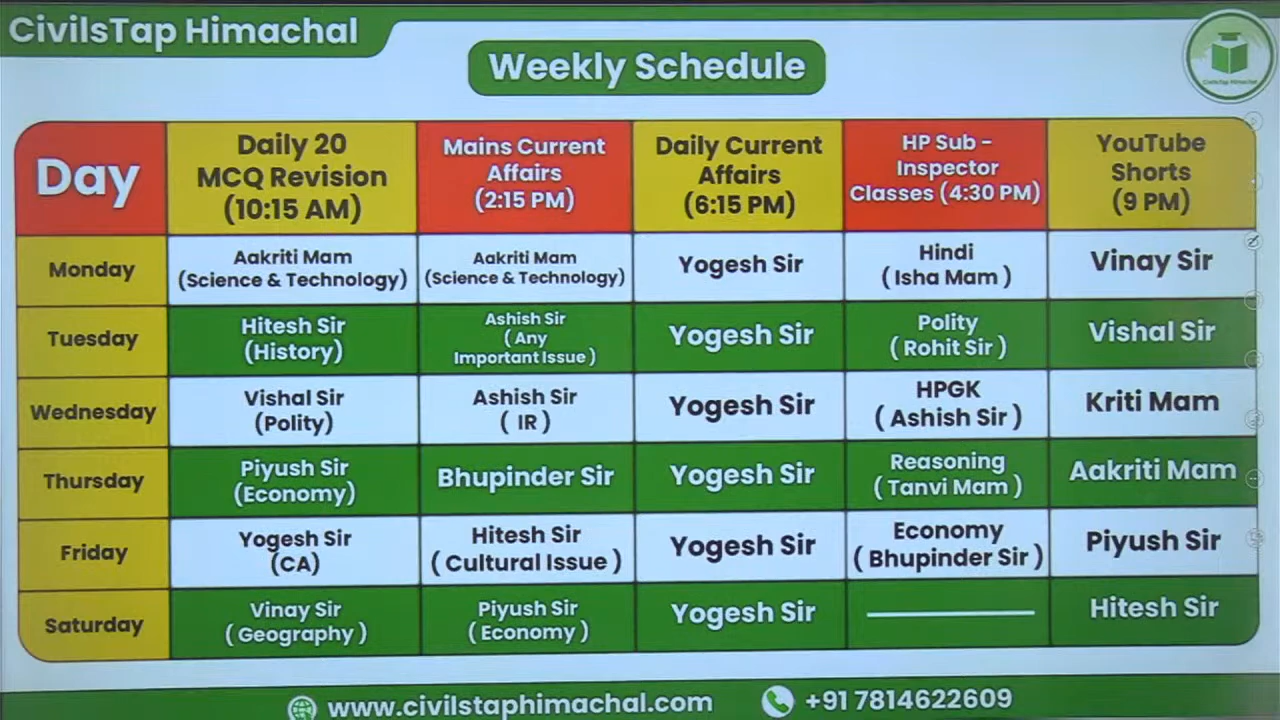 CivilsTap Himachal
Weekly Schedule
CivilsTap Himachal
Day
Daily 20
MCQ Revision
(10:15 AM)
Mains Current
Affairs
(2:15 PM)
Daily Current
Affairs
(6:15 PM)
HP Sub -
Inspector
Classes (4:30 PM)
YouTube
Shorts
(9 PM)
Monday
Aakriti Mam
(Science & Technology)
Aakriti Mam
(Science & Technology)
Yogesh Sir
Hindi
( Isha Mam )
Vinay Sir
Tuesday
Hitesh Sir
(History)
Ashish Sir
( Any
Important Issue )
Yogesh Sir
Polity
( Rohit Sir )
Vishal Sir
Wednesday
Vishal Sir
(Polity)
Ashish Sir
( IR )
Yogesh Sir
HPGK
( Ashish Sir )
Kriti Mam
Thursday
Piyush Sir
(Economy)
Bhupinder Sir
Yogesh Sir
Reasoning
( Tanvi Mam )
Aakriti Mam
Friday
Yogesh Sir
(CA)
Hitesh Sir
( Cultural Issue )
Yogesh Sir
Economy
( Bhupinder Sir )
Piyush Sir
Saturday
Vinay Sir
( Geography )
Piyush Sir
( Economy )
Yogesh Sir
Hitesh Sir
www.civilstaphimachal.com
+91 7814622609